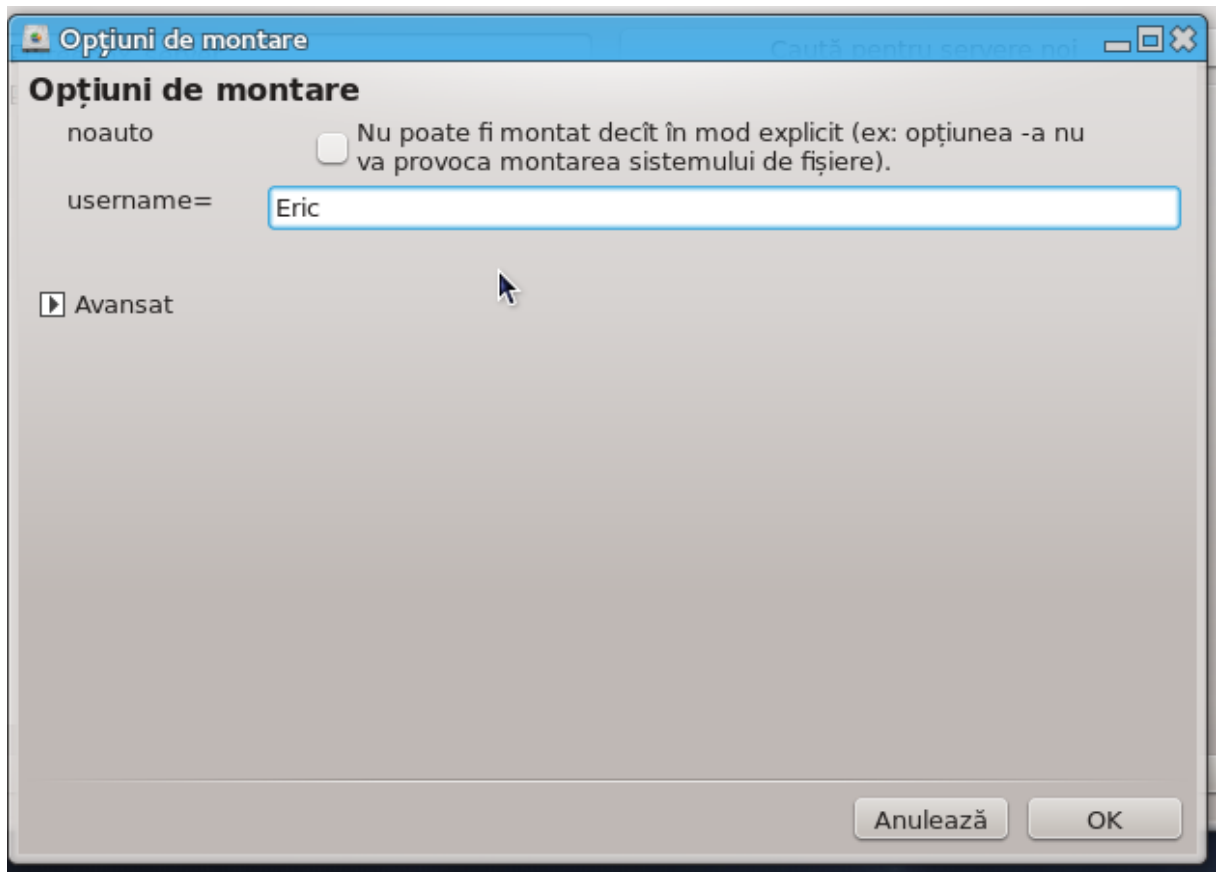 Opțiuni de montare
Caută pentru servere noi
Opțiuni de montare
noauto
Nu poate fi montat decît în mod explicit (ex: opțiunea -a nu
va provoca montarea sistemului de fișiere).
username=
Eric
Avansat
Anulează
OK